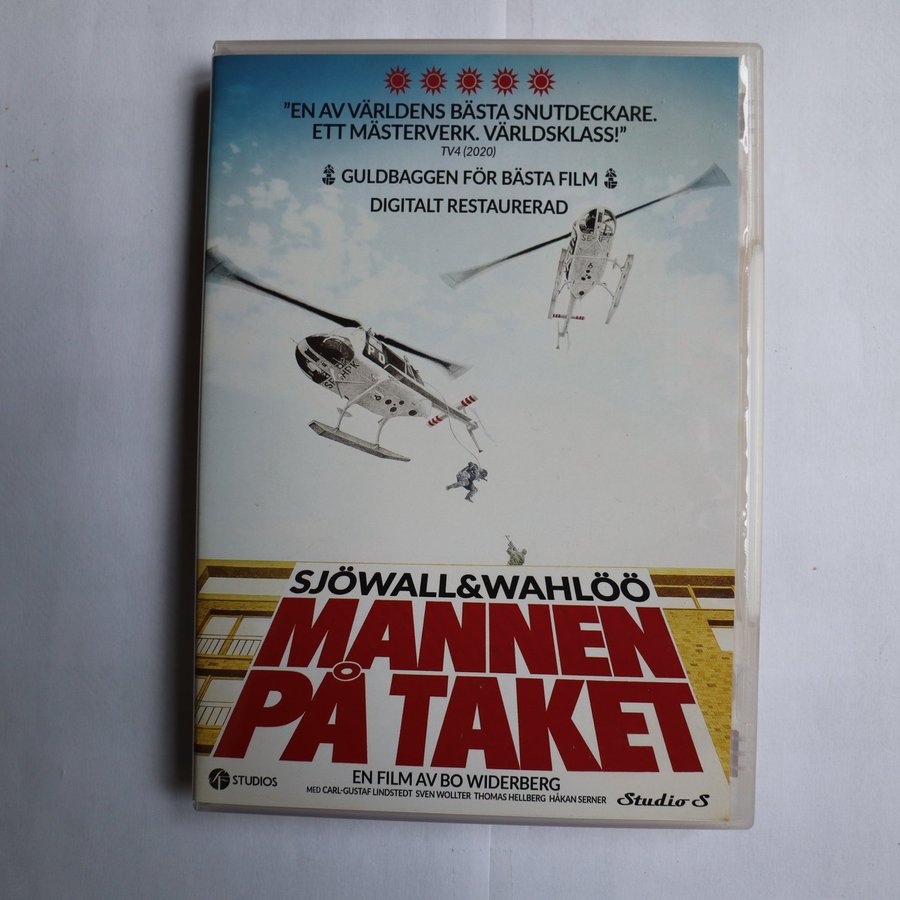 ”EN AV VÄRLDENS BÄSTA SNUTDECKARE.
ETT MÄSTERVERK. VÄRLDSKLASS!”
TV4 (2020)
GULDBAGGEN FÖR BÄSTA FILM
DIGITALT RESTAURERAD
SJÖWALL&WAHLÖÖ
MANNEN
PÅ TAKET
EN FILM AV BO WIDERBERG
MED CARL-GUSTAF LINDSTEDT SVEN WOLLTER THOMAS HELLBERG HÅKAN SERNER
SF STUDIOS
Studio S